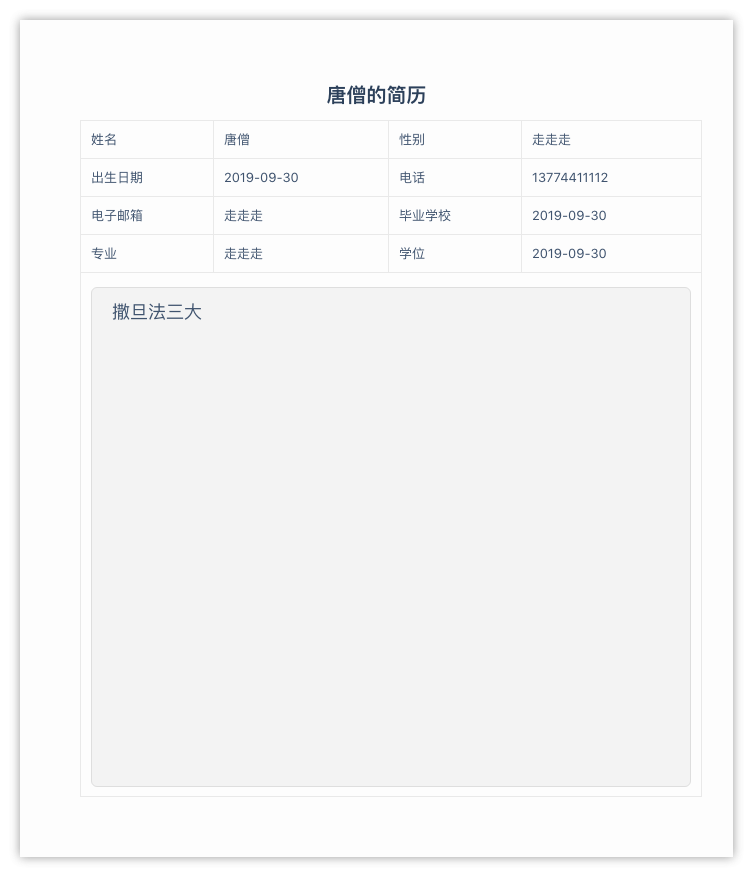 唐僧的简历
姓名 唐僧 性别 走走走
出生日期 2019-09-30 电话 13774411112
电子邮箱 走走走 毕业学校 2019-09-30
专业 走走走 学位 2019-09-30
撒旦法三大